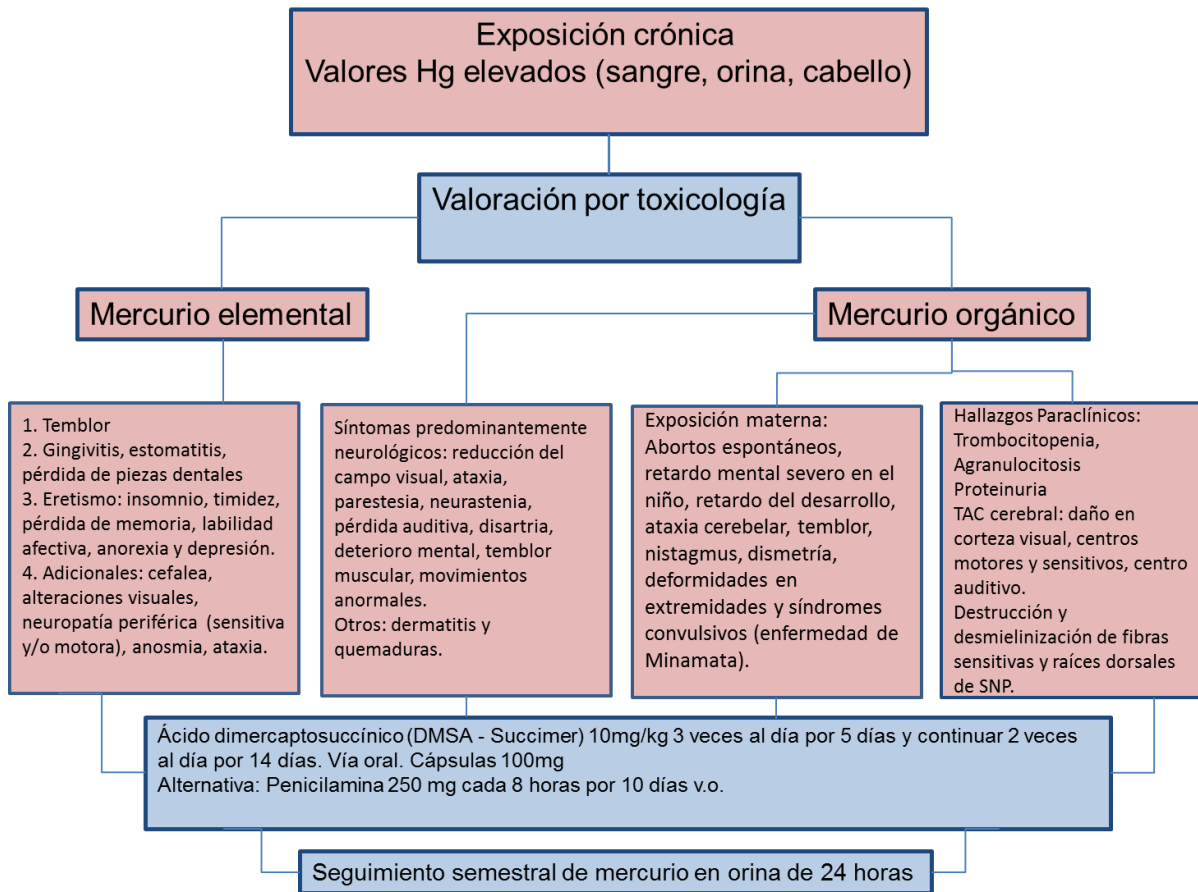 Exposición crónica
Valores Hg elevados (sangre, orina, cabello)
Valoración por toxicología
Mercurio elemental
Mercurio orgánico
1. Temblor
2. Gingivitis, estomatitis,
pérdida de piezas dentales
3. Eretismo: insomnio, timidez,
pérdida de memoria, labilidad
afectiva, anorexia y depresión.
4. Adicionales: cefalea,
alteraciones visuales,
neuropatía periférica (sensitiva
y/o motora), anosmia, ataxia.
Síntomas predominantemente
neurológicos: reducción del
campo visual, ataxia,
parestesia, neurastenia,
pérdida auditiva, disartria,
deterioro mental, temblor
muscular, movimientos
anormales.
Otros: dermatitis y
quemaduras.
Exposición materna:
Abortos espontáneos,
retardo mental severo en el
niño, retardo del desarrollo,
ataxia cerebelar, temblor,
nistagmus, dismetría,
deformidades en
extremidades y síndromes
convulsivos (enfermedad de
Minamata).
Hallazgos Paraclínicos:
Trombocitopenia,
Agranulocitosis
Proteinuria
TAC cerebral: daño en
corteza visual, centros
motores y sensitivos, centro
auditivo.
Destrucción y
desmielinización de fibras
sensitivas y raíces dorsales
de SNP.
Ácido dimercaptosuccínico (DMSA - Succimer) 10mg/kg 3 veces al día por 5 días y continuar 2 veces
al día por 14 días. Vía oral. Cápsulas 100mg
Alternativa: Penicilamina 250 mg cada 8 horas por 10 días v.o.
Seguimiento semestral de mercurio en orina de 24 horas